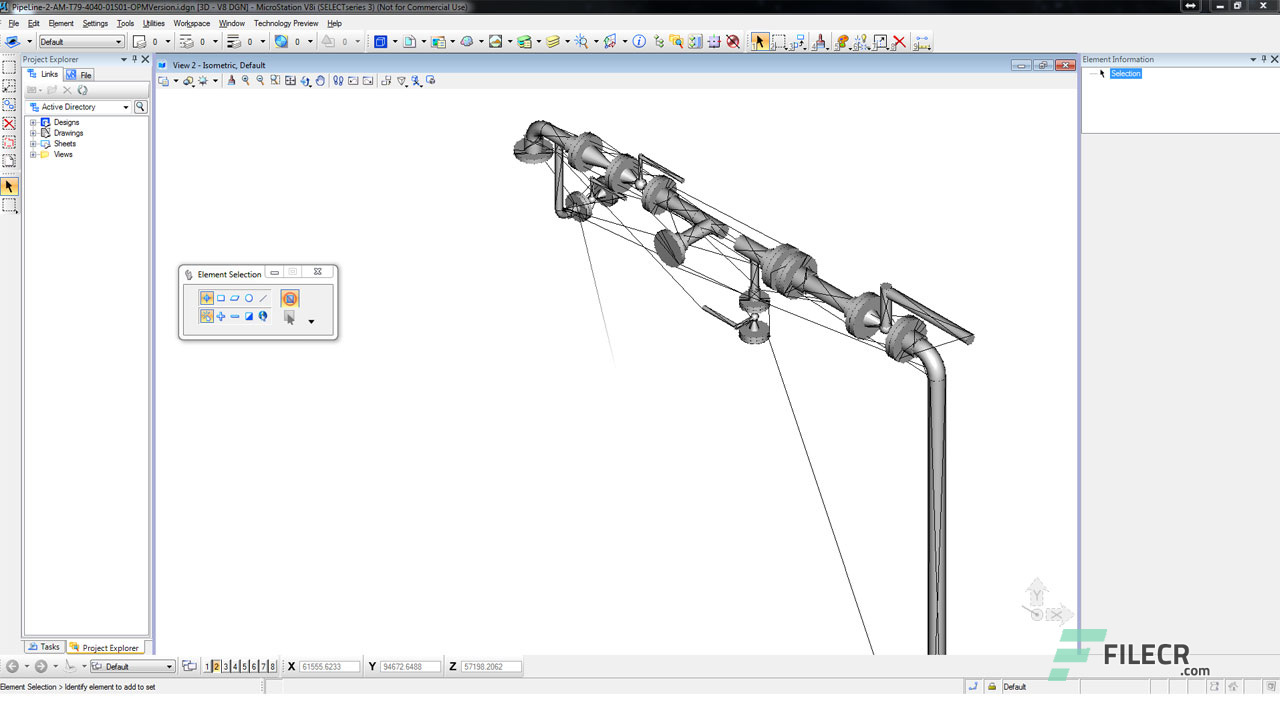 PipeLine-2-AM-T79-4040-01S01-OPMVersion.i.dgn [3D - V8 DGN] - MicroStation V8i (SELECTseries 3) (Not for Commercial Use)
File Edit Element Settings Tools Utilities Workspace Window Technology Preview Help
Default 0 0 0 0 0
Project Explorer
View 2 - Isometric, Default
Element Information
Links File
Selection
Active Directory
Designs
Drawings
Sheets
Views
Element Selection
Y
X
Tasks Project Explorer
FILECR
.com
Default 1 2 3 4 5 6 7 8 X 61555.6233 Y 94672.6488 Z 57198.2062
Element Selection > Identify element to add to set
Default